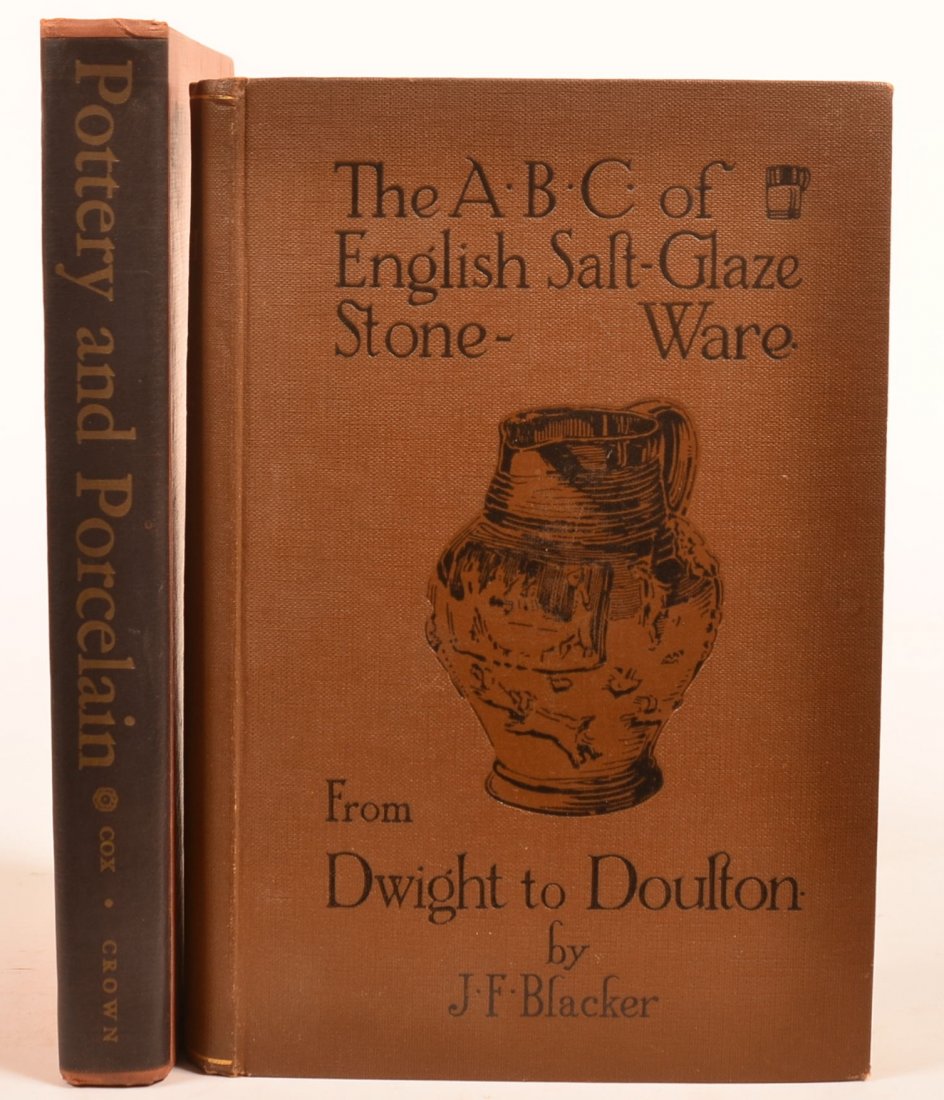 Pottery and Porcelain COX · CROWN
The A·B·C· of
English Salt-Glaze
Stone- Ware·
From
Dwight to Doulton·
by
J·F·Blacker